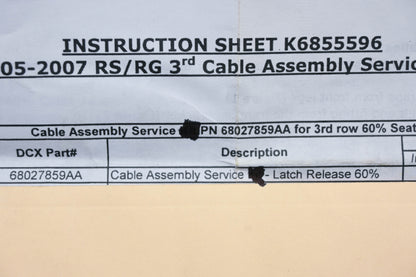 INSTRUCTION SHEET K6855596
05-2007 RS/RG 3rd Cable Assembly Servic
Cable Assembly Service PN 68027859AA for 3rd row 60% Seat
DCX Part# Description
68027859AA Cable Assembly Service - Latch Release 60%